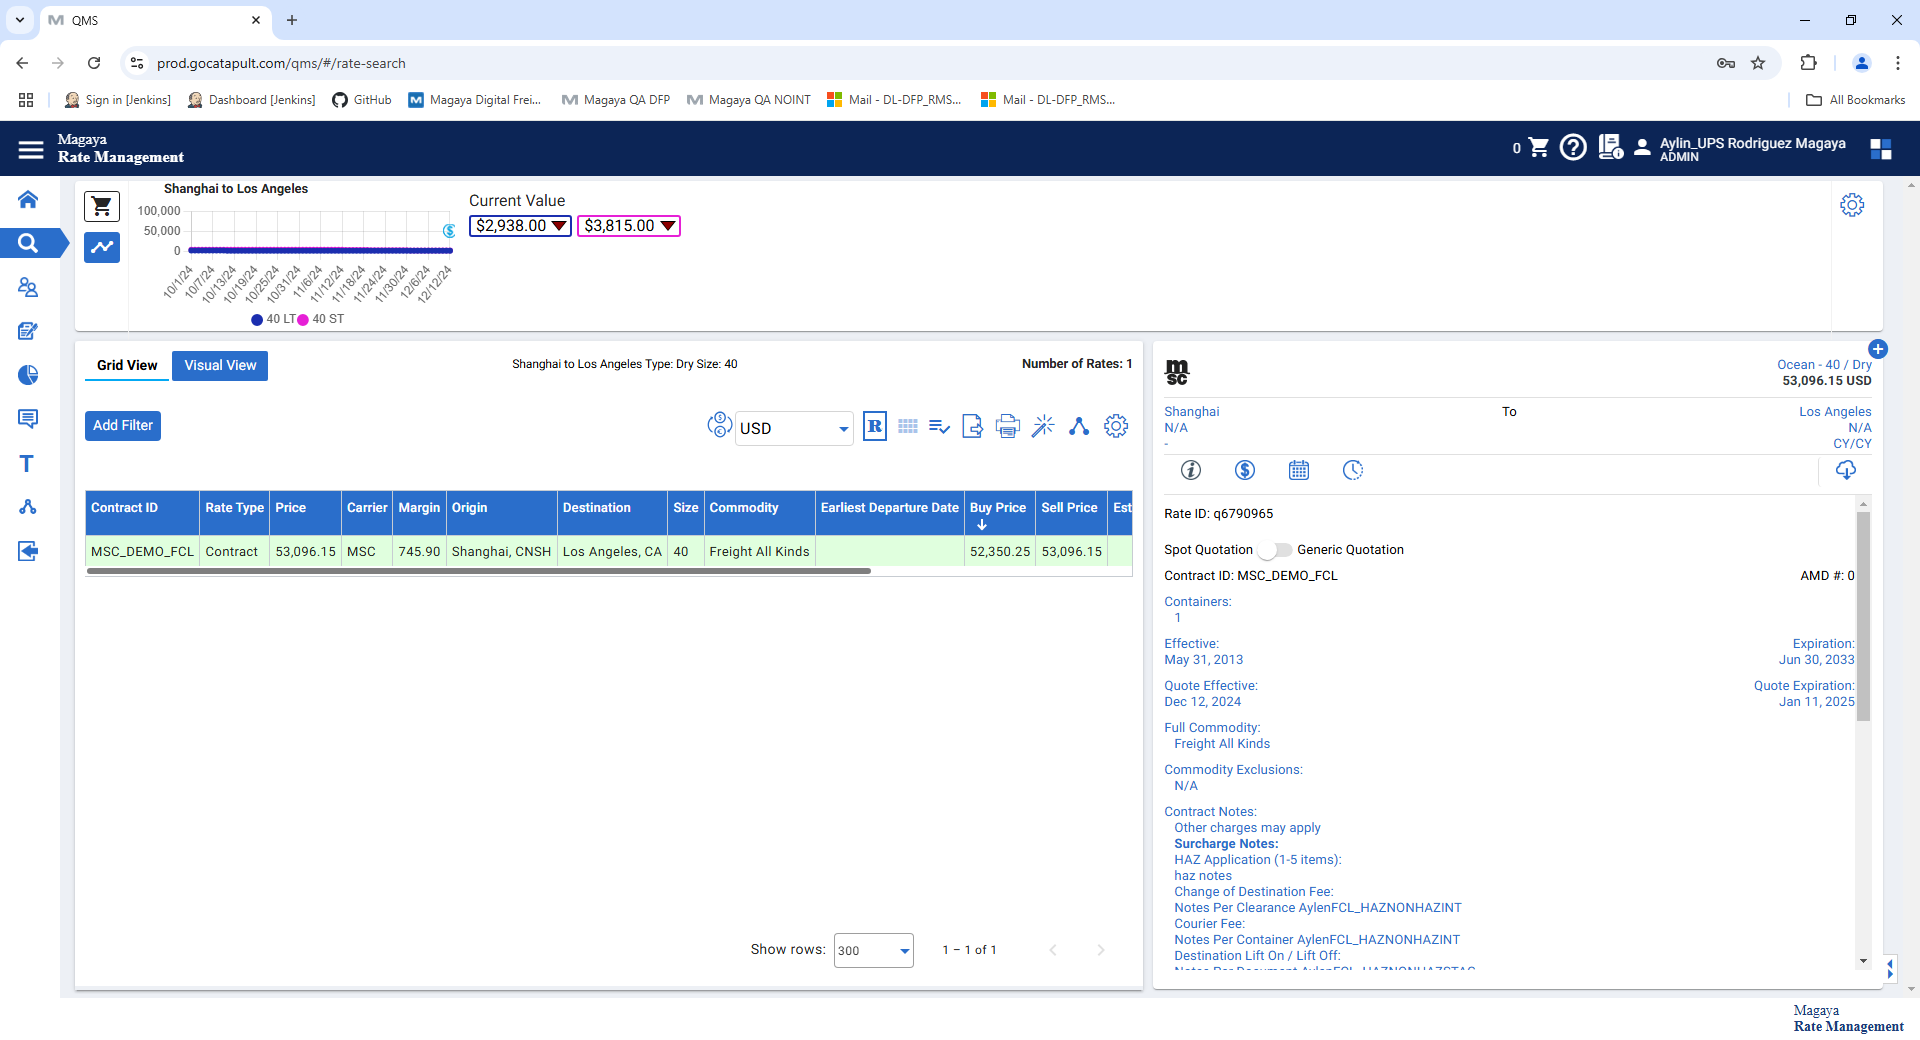 QMS
prod.gocatapult.com/qms/#/rate-search
Sign in [Jenkins]
Dashboard [Jenkins]
GitHub
Magaya Digital Frei...
Magaya QA DFP
Magaya QA NOINT
Mail - DL-DFP_RMS...
Mail - DL-DFP_RMS...
All Bookmarks
Magaya
Rate Management
0
Aylin_UPS Rodriguez Magaya
ADMIN
Shanghai to Los Angeles
100,000
50,000
0
10/1/24
10/7/24
10/13/24
10/19/24
10/25/24
10/31/24
11/6/24
11/12/24
11/18/24
11/24/24
11/30/24
12/6/24
12/12/24
40 LT
40 ST
Current Value
$2,938.00
$3,815.00
Grid View
Visual View
Shanghai to Los Angeles Type: Dry Size: 40
Number of Rates: 1
Add Filter
USD
R
Contract ID Rate Type Price Carrier Margin Origin Destination Size Commodity Earliest Departure Date Buy Price Sell Price Est
MSC_DEMO_FCL Contract 53,096.15 MSC 745.90 Shanghai, CNSH Los Angeles, CA 40 Freight All Kinds 52,350.25 53,096.15
Show rows:
300
1 – 1 of 1
msc
Ocean - 40 / Dry
53,096.15 USD
Shanghai
To
Los Angeles
N/A
N/A
-
CY/CY
Rate ID: q6790965
Spot Quotation
Generic Quotation
Contract ID: MSC_DEMO_FCL
AMD #: 0
Containers:
1
Effective:
Expiration:
May 31, 2013
Jun 30, 2033
Quote Effective:
Quote Expiration:
Dec 12, 2024
Jan 11, 2025
Full Commodity:
Freight All Kinds
Commodity Exclusions:
N/A
Contract Notes:
Other charges may apply
Surcharge Notes:
HAZ Application (1-5 items):
haz notes
Change of Destination Fee:
Notes Per Clearance AylenFCL_HAZNONHAZINT
Courier Fee:
Notes Per Container AylenFCL_HAZNONHAZINT
Destination Lift On / Lift Off:
Notes Per Document AylenFCL_HAZNONHAZSTAG
Magaya
Rate Management